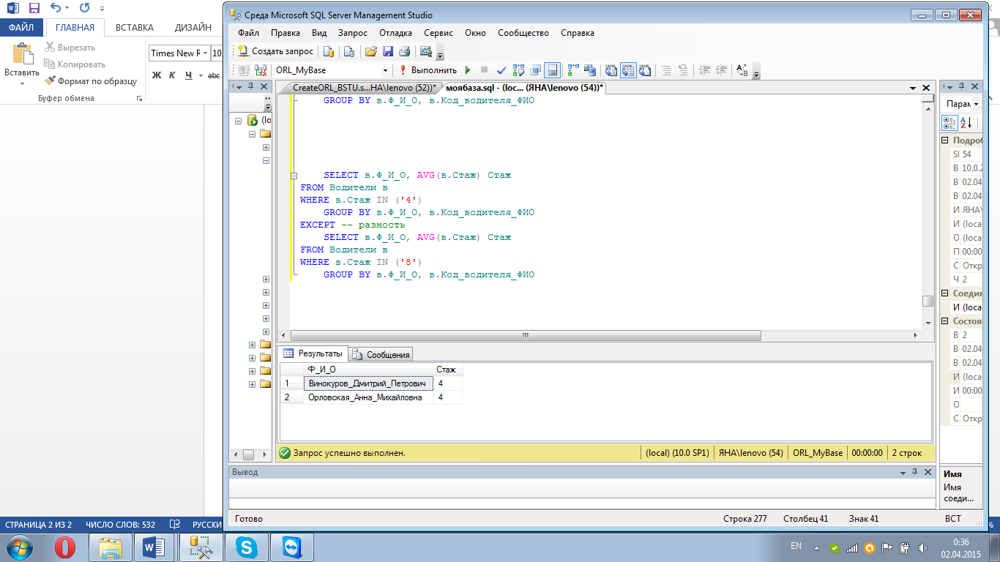 Среда Microsoft SQL Server Management Studio
ФАЙЛ ГЛАВНАЯ ВСТАВКА ДИЗАЙН
Вставить
Вырезать
Копировать
Формат по образцу
Буфер обмена
Times New R 10
Ж К Ч abc
Файл Правка Вид Запрос Отладка Сервис Окно Сообщество Справка
Создать запрос
ORL_MyBase Выполнить
CreateORL_BSTU.s...НА\lenovo (52))* моябаза.sql - (loc... (ЯНА\lenovo (54))*
(lo
GROUP BY в.Ф_И_О, в.Код_водителя_ФИО
SELECT в.Ф_И_О, AVG(в.Стаж) Стаж
FROM Водители в
WHERE в.Стаж IN ('4')
GROUP BY в.Ф_И_О, в.Код_водителя_ФИО
EXCEPT -- разность
SELECT в.Ф_И_О, AVG(в.Стаж) Стаж
FROM Водители в
WHERE в.Стаж IN ('8')
GROUP BY в.Ф_И_О, в.Код_водителя_ФИО
Результаты Сообщения
Ф_И_О Стаж
1 Винокуров_Дмитрий_Петрович 4
2 Орловская_Анна_Михайловна 4
Запрос успешно выполнен. (local) (10.0 SP1) ЯНА\lenovo (54) ORL_MyBase 00:00:00 2 строк
Вывод
Парам
Подроб
SI 54
В 10.0.2
В 02.04
В 02.04
И ЯНА\
И (loca
О (loca
П 00:00
С Откр
Ч 2
Соедин
И (loca
Состоя
В 2
В 02.04
В 02.04
И (loca
И 00:00
О
С Откр
Имя
Имя
соеди...
Готово Строка 277 Столбец 41 Знак 41 ВСТ
СТРАНИЦА 2 ИЗ 2 ЧИСЛО СЛОВ: 532 РУССКИ
%
EN 0:36
02.04.2015